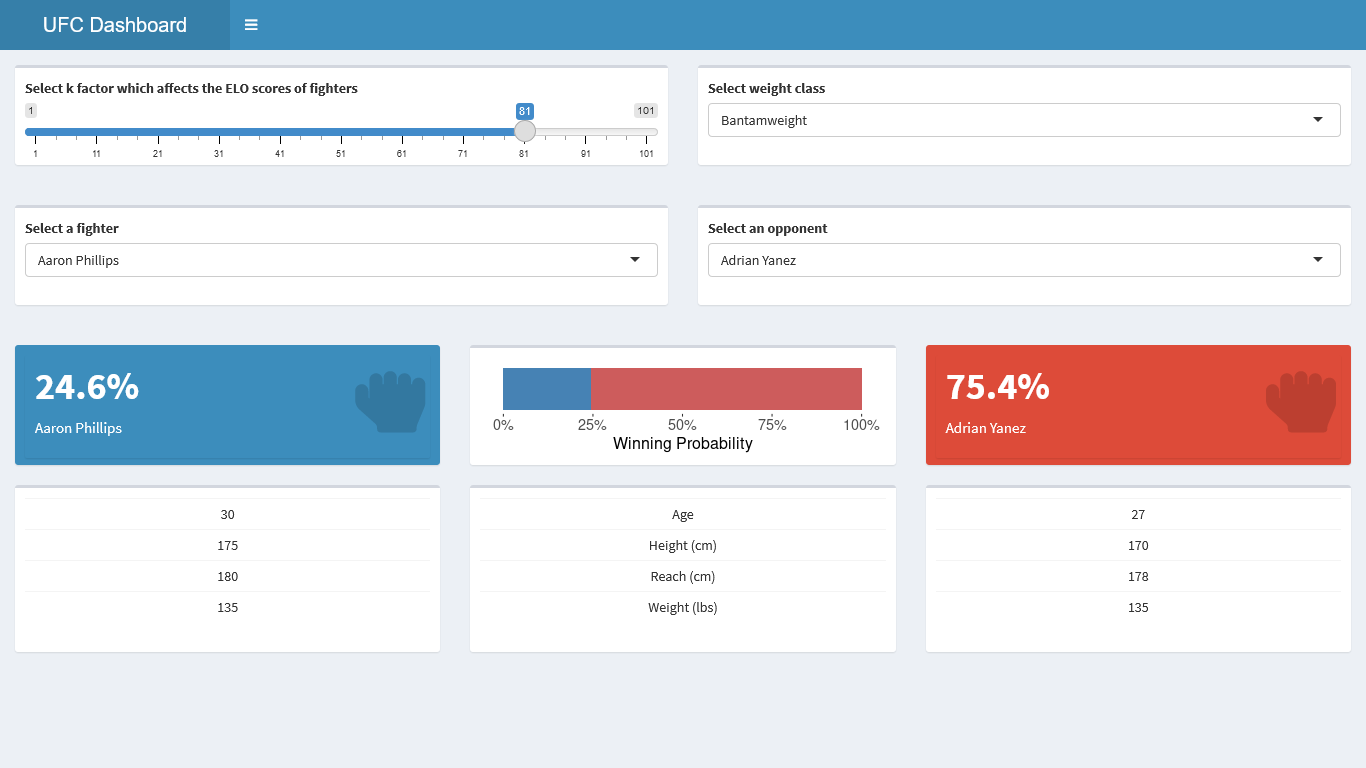 UFC Dashboard
Select k factor which affects the ELO scores of fighters
1 81 101
1 11 21 31 41 51 61 71 81 91 101
Select weight class
Bantamweight
Select a fighter
Aaron Phillips
Select an opponent
Adrian Yanez
24.6%
Aaron Phillips
0% 25% 50% 75% 100%
Winning Probability
75.4%
Adrian Yanez
30 Age 27
175 Height (cm) 170
180 Reach (cm) 178
135 Weight (lbs) 135